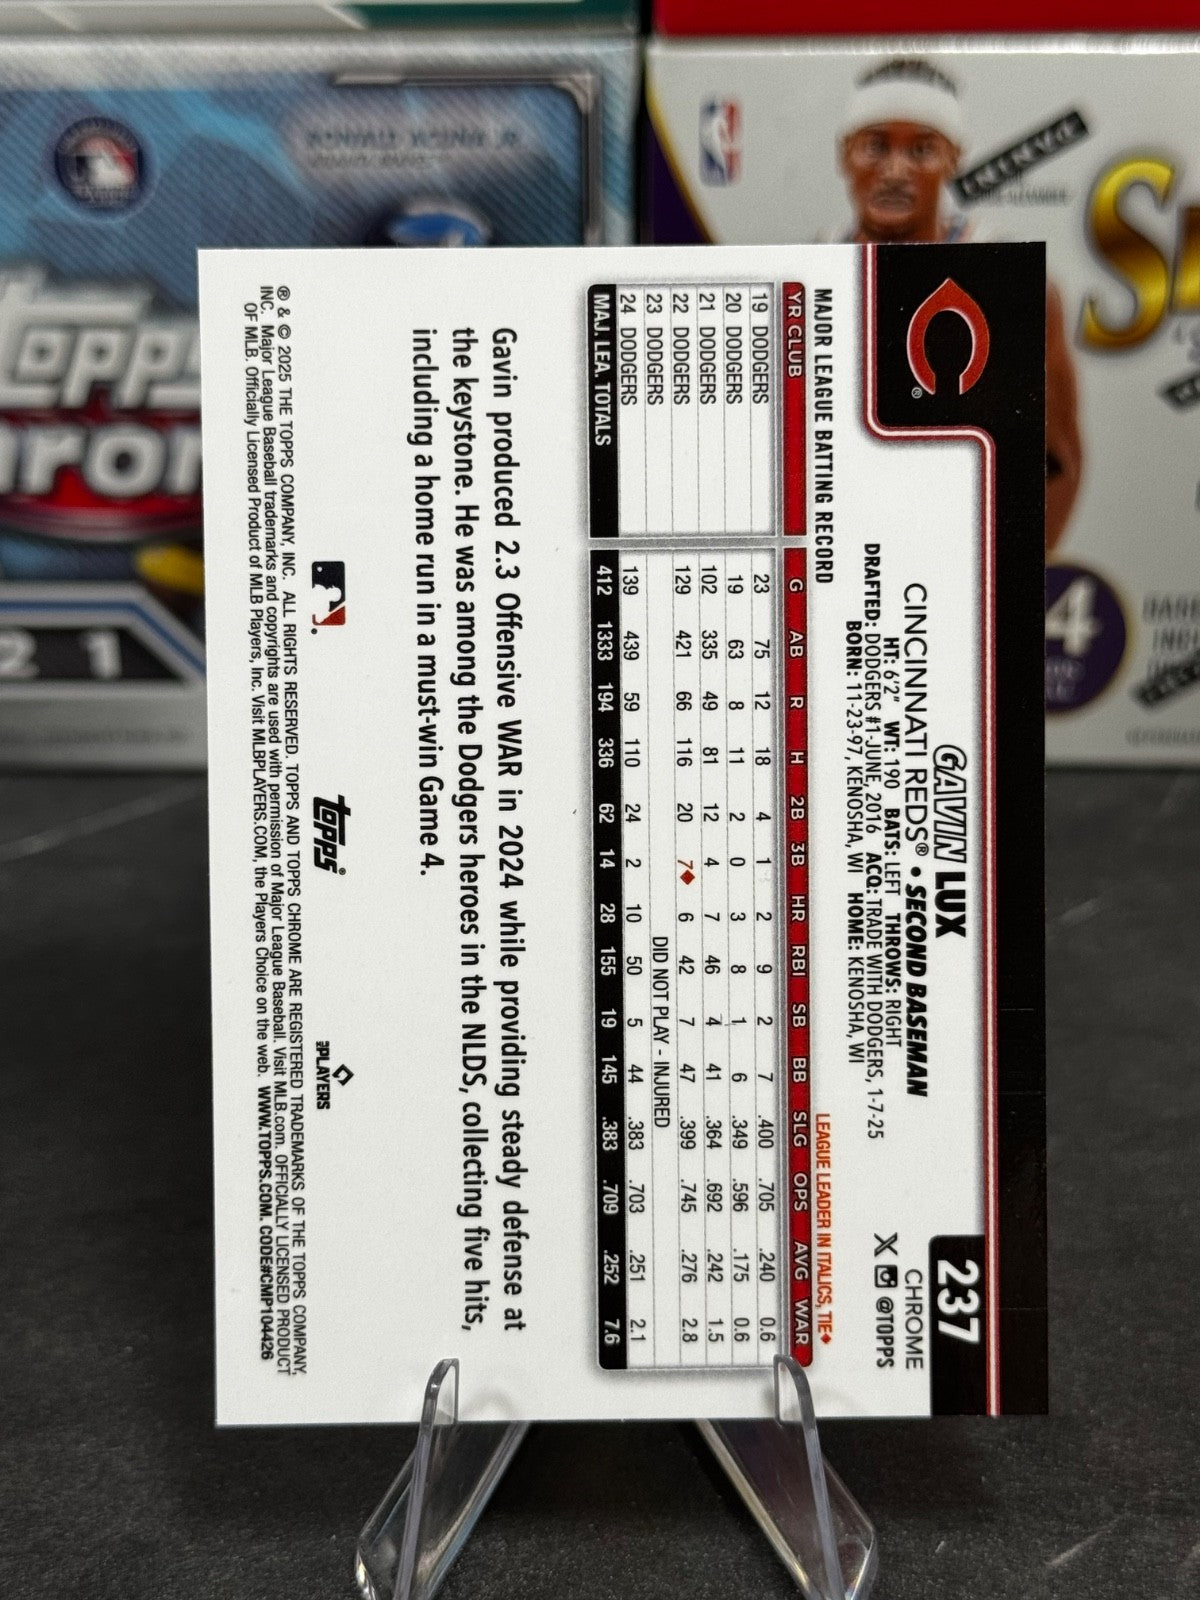 GAVIN LUX
CINCINNATI REDS® • SECOND BASEMAN
HT: 6'2" WT: 190 BATS: LEFT THROWS: RIGHT
DRAFTED: DODGERS #1-JUNE, 2016 ACQ: TRADE WITH DODGERS, 1-7-25
BORN: 11-23-97, KENOSHA, WI HOME: KENOSHA, WI
237
CHROME
X @TOPPS
C ®
MAJOR LEAGUE BATTING RECORD
LEAGUE LEADER IN ITALICS, TIE♦
YR CLUB G AB R H 2B 3B HR RBI SB BB SLG OPS AVG WAR
19 DODGERS 23 75 12 18 4 1 2 9 2 7 .400 .705 .240 0.6
20 DODGERS 19 63 8 11 2 0 3 8 1 6 .349 .596 .175 0.6
21 DODGERS 102 335 49 81 12 4 7 46 4 41 .364 .692 .242 1.5
22 DODGERS 129 421 66 116 20 7♦ 6 42 7 47 .399 .745 .276 2.8
23 DODGERS DID NOT PLAY - INJURED
24 DODGERS 139 439 59 110 24 2 10 50 5 44 .383 .703 .251 2.1
MAJ. LEA. TOTALS 412 1333 194 336 62 14 28 155 19 145 .383 .709 .252 7.6
Gavin produced 2.3 Offensive WAR in 2024 while providing steady defense at
the keystone. He was among the Dodgers heroes in the NLDS, collecting five hits,
including a home run in a must-win Game 4.
topps®
PLAYERS
® & © 2025 THE TOPPS COMPANY, INC. ALL RIGHTS RESERVED. TOPPS AND TOPPS CHROME ARE REGISTERED TRADEMARKS OF THE TOPPS COMPANY,
INC. Major League Baseball trademarks and copyrights are used with permission of Major League Baseball. Visit MLB.com. OFFICIALLY LICENSED PRODUCT
OF MLB. Officially Licensed Product of MLB Players, Inc. Visit MLBPLAYERS.COM, the Players Choice on the web. WWW.TOPPS.COM. CODE#CMP104426